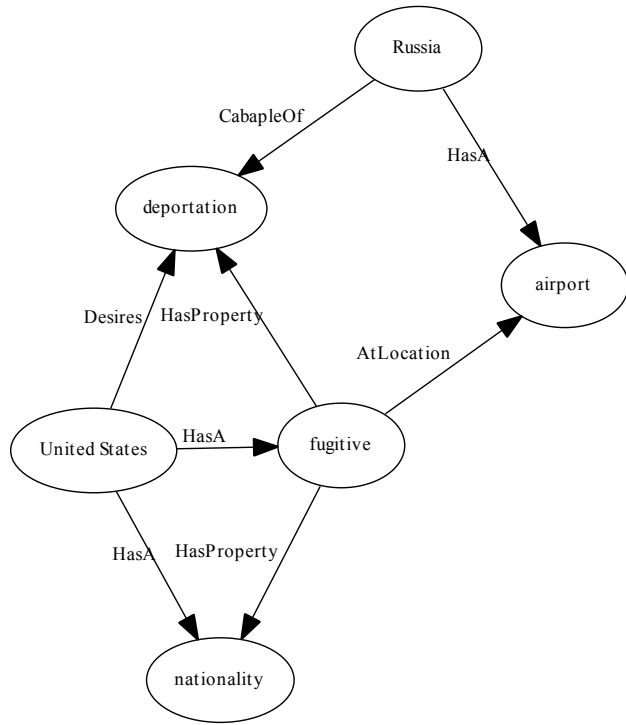 Russia
CabapleOf
HasA
deportation
airport
Desires
HasProperty
AtLocation
United States
HasA
fugitive
HasA
HasProperty
nationality